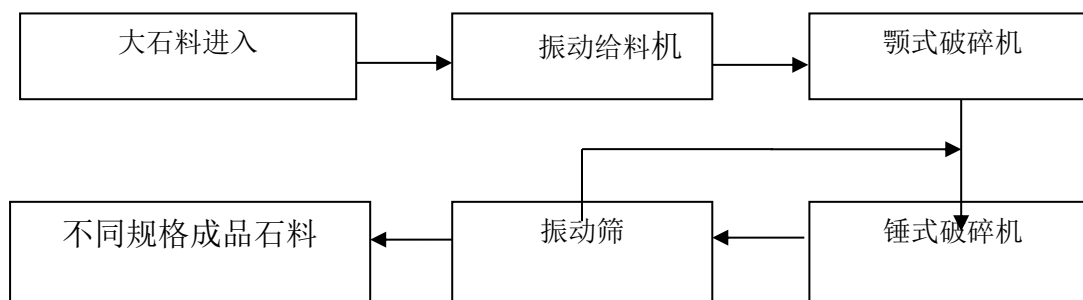 大石料进入
振动给料机
颚式破碎机
不同规格成品石料
振动筛
锤式破碎机